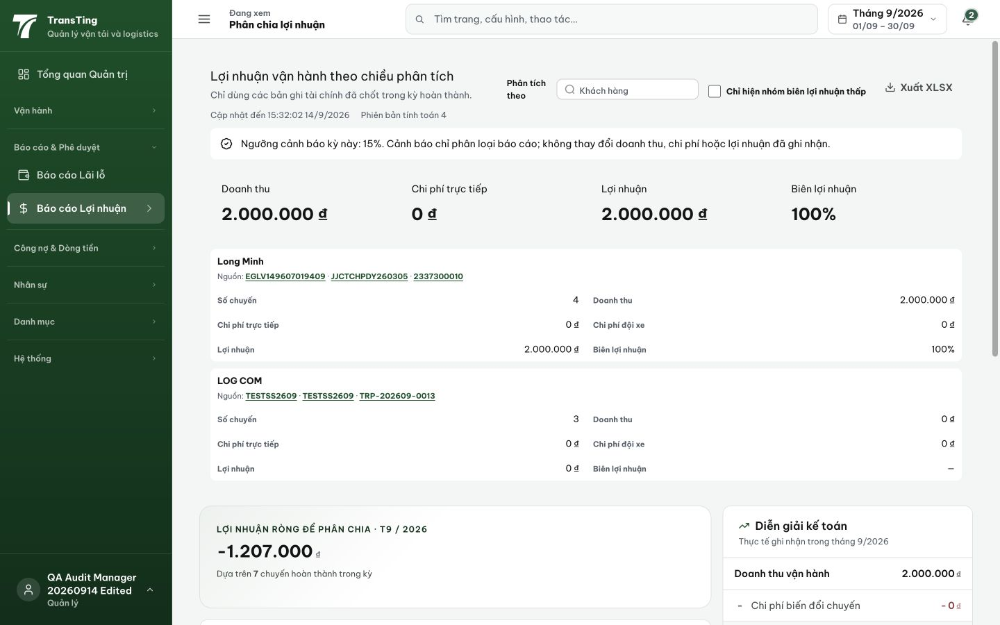 TransTing
Quản lý vận tải và logistics
Tổng quan Quản trị
Vận hành
Báo cáo & Phê duyệt
Báo cáo Lãi lỗ
Báo cáo Lợi nhuận
Công nợ & Dòng tiền
Nhân sự
Danh mục
Hệ thống
QA Audit Manager
20260914 Edited
Quản lý
Đang xem
Phân chia lợi nhuận
Tìm trang, cấu hình, thao tác...
Tháng 9/2026
01/09 – 30/09
2
Lợi nhuận vận hành theo chiều phân tích
Chỉ dùng các bản ghi tài chính đã chốt trong kỳ hoàn thành.
Cập nhật đến 15:32:02 14/9/2026 Phiên bản tính toán 4
Phân tích
theo
Khách hàng
Chỉ hiện nhóm biên lợi nhuận thấp
Xuất XLSX
Ngưỡng cảnh báo kỳ này: 15%. Cảnh báo chỉ phân loại báo cáo; không thay đổi doanh thu, chi phí hoặc lợi nhuận đã ghi nhận.
Doanh thu
2.000.000 ₫
Chi phí trực tiếp
0 ₫
Lợi nhuận
2.000.000 ₫
Biên lợi nhuận
100%
Long Minh
Nguồn: EGLV149607019409 · JJCTCHPDY260305 · 2337300010
Số chuyến 4 Doanh thu 2.000.000 ₫
Chi phí trực tiếp 0 ₫ Chi phí đội xe 0 ₫
Lợi nhuận 2.000.000 ₫ Biên lợi nhuận 100%
LOG COM
Nguồn: TESTSS2609 · TESTSS2609 · TRP-202609-0013
Số chuyến 3 Doanh thu 0 ₫
Chi phí trực tiếp 0 ₫ Chi phí đội xe 0 ₫
Lợi nhuận 0 ₫ Biên lợi nhuận —
LỢI NHUẬN RÒNG ĐỂ PHÂN CHIA · T9 / 2026
-1.207.000 ₫
Dựa trên 7 chuyến hoàn thành trong kỳ
Diễn giải kế toán
Thực tế ghi nhận trong tháng 9/2026
Doanh thu vận hành 2.000.000 ₫
- Chi phí biến đổi chuyến - 0 ₫